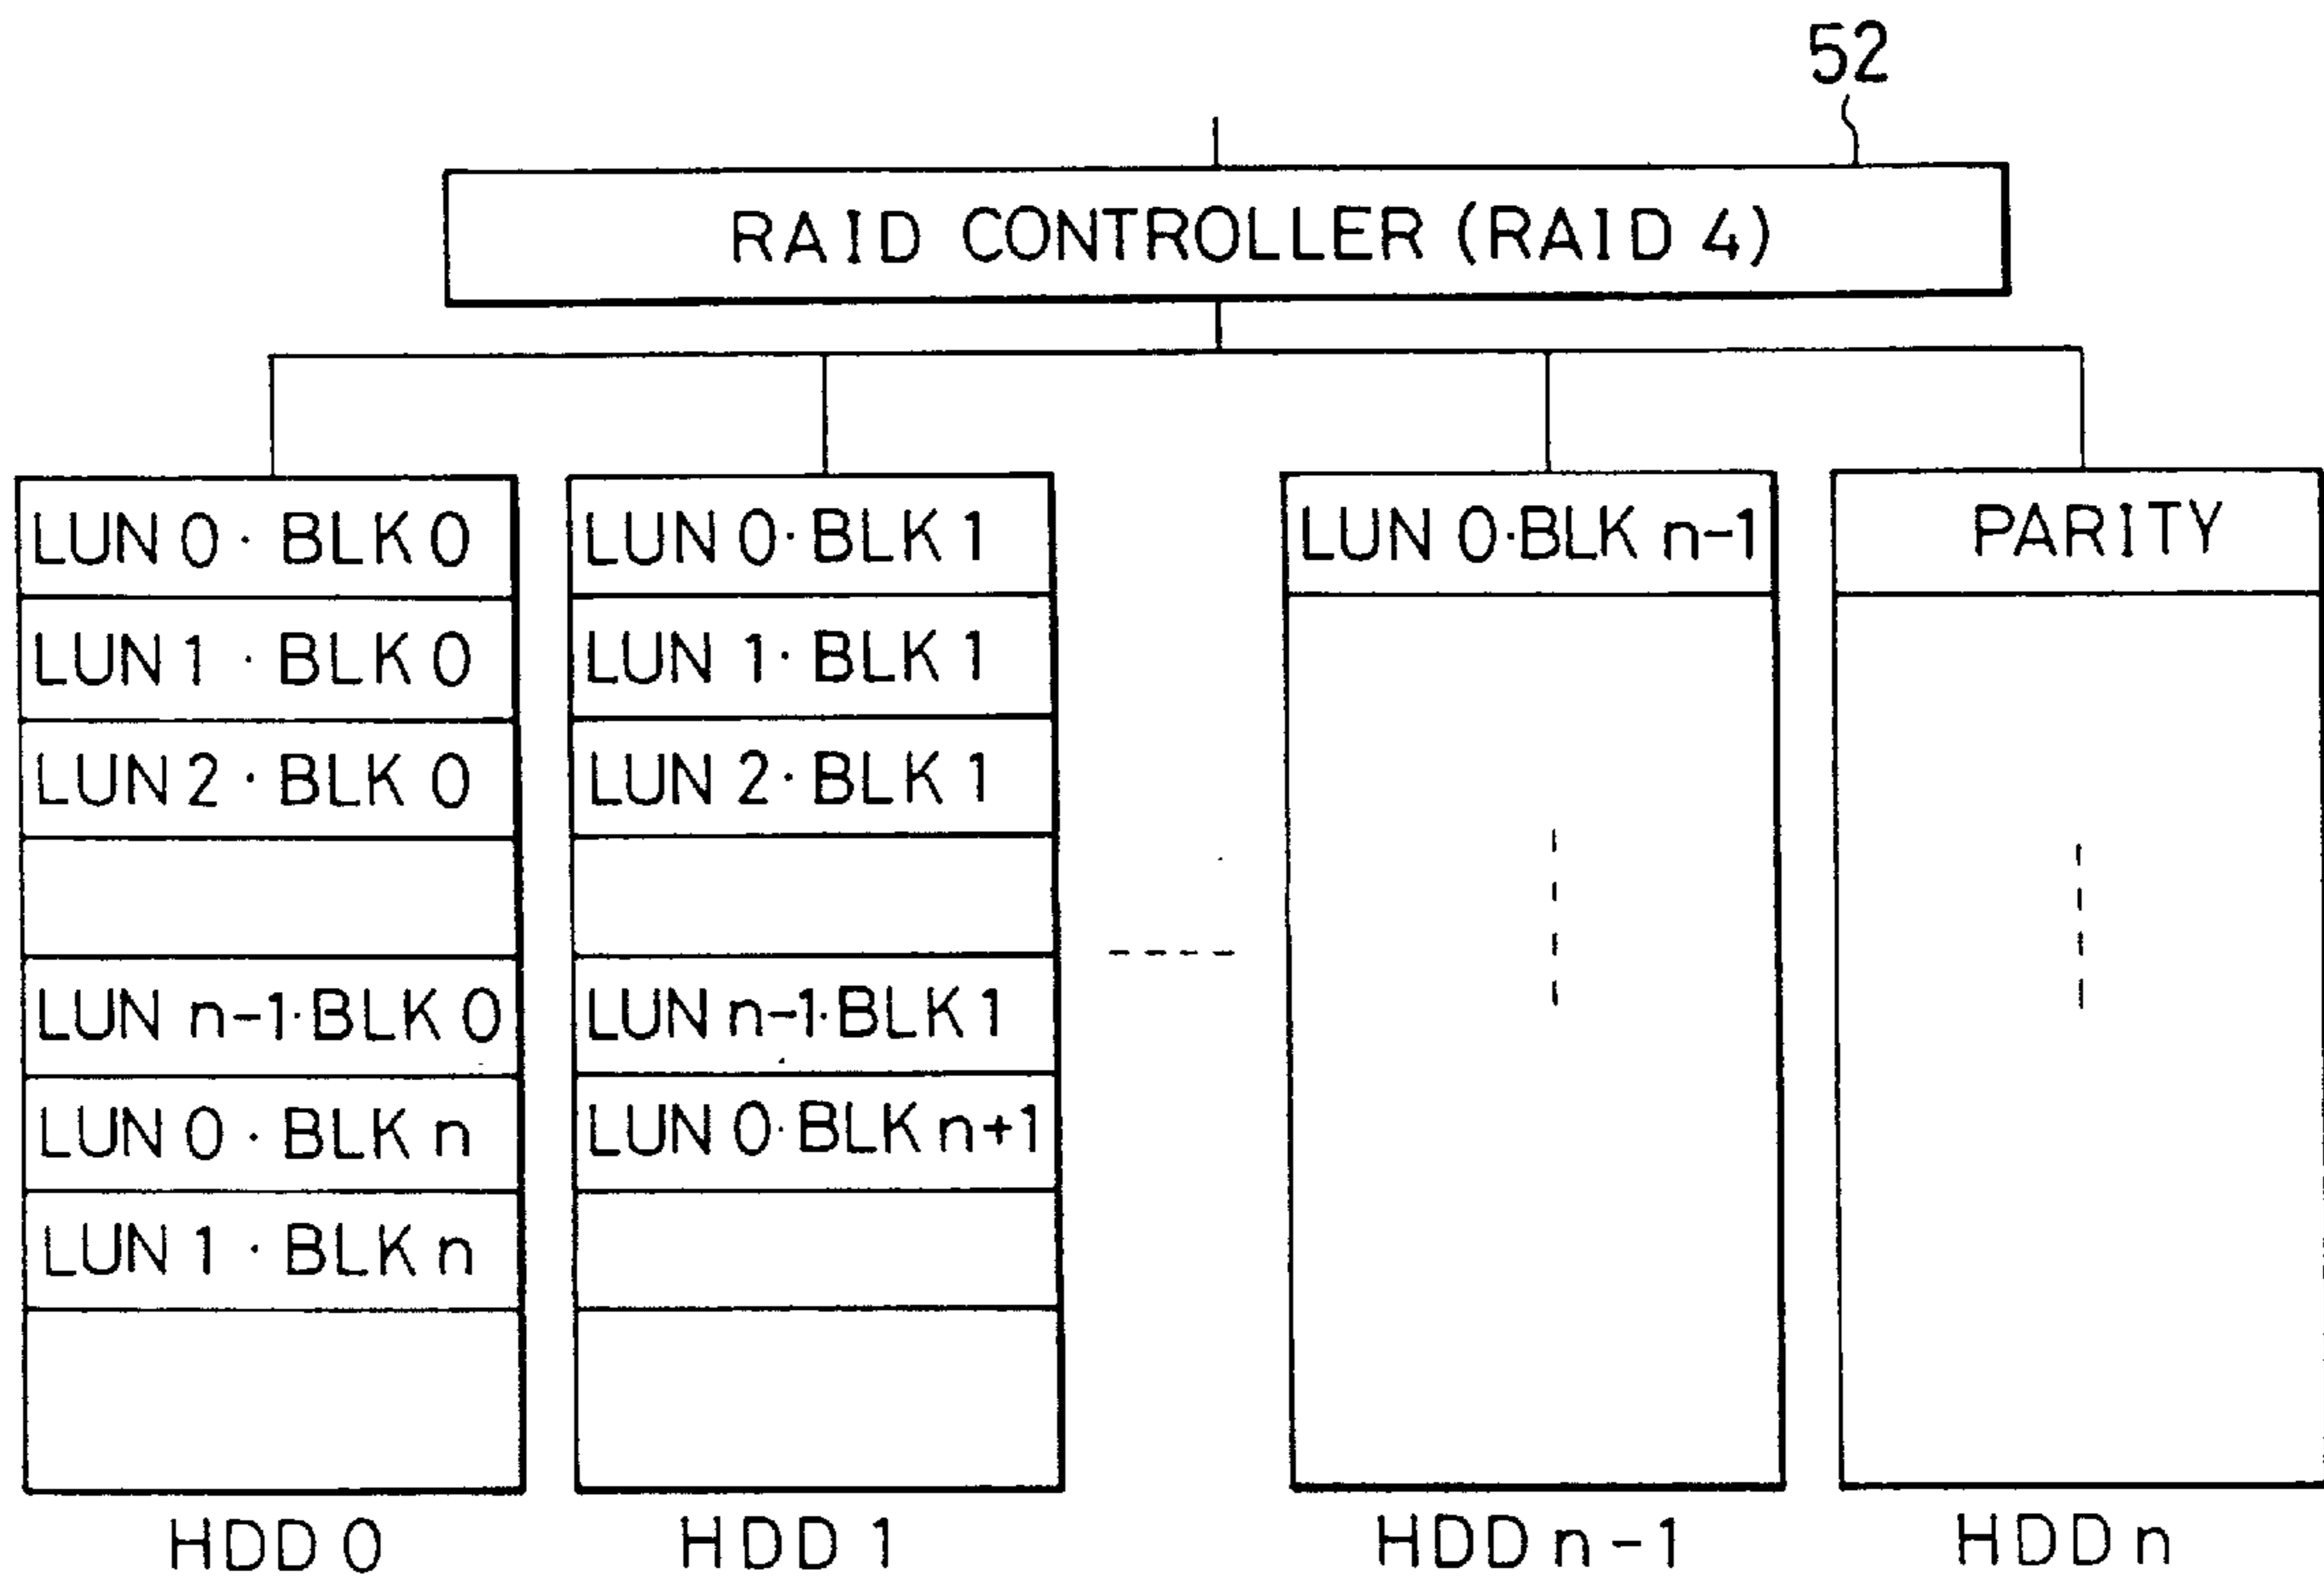 52
RAID CONTROLLER (RAID 4)
LUN 0 · BLK 0
LUN 1 · BLK 0
LUN 2 · BLK 0
LUN n-1 · BLK 0
LUN 0 · BLK n
LUN 1 · BLK n
HDD 0
LUN 0 · BLK 1
LUN 1 · BLK 1
LUN 2 · BLK 1
LUN n-1 · BLK 1
LUN 0 · BLK n+1
HDD 1
LUN 0 · BLK n-1
HDD n-1
PARITY
HDD n